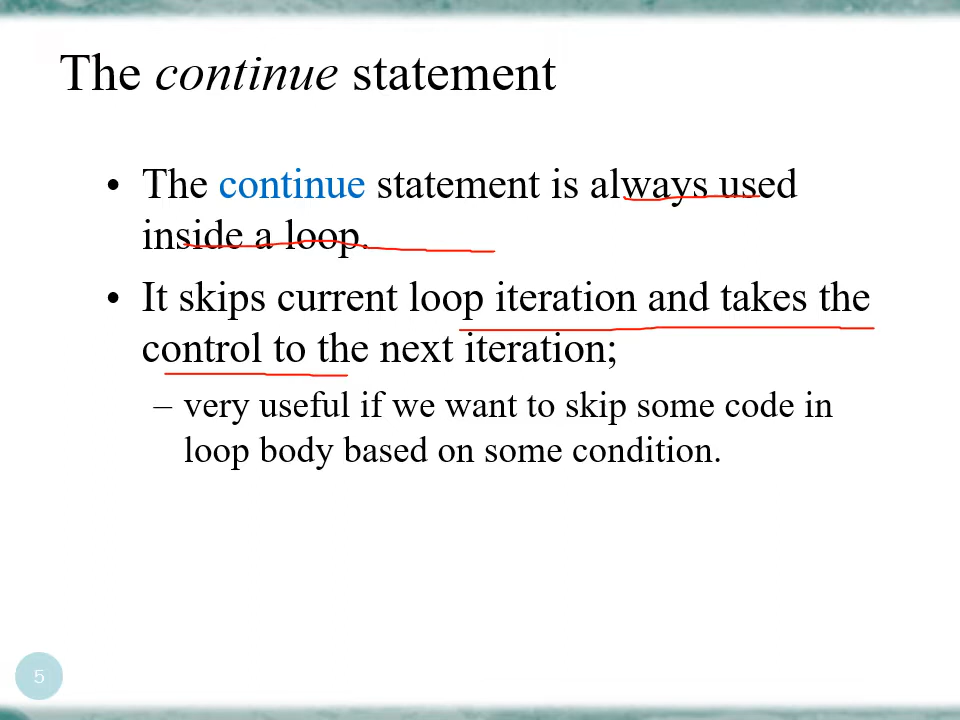 The continue statement
• The continue statement is always used
inside a loop.
• It skips current loop iteration and takes the
control to the next iteration;
– very useful if we want to skip some code in
loop body based on some condition.
5